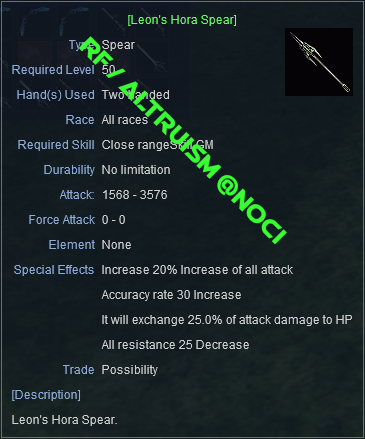 [Leon's Hora Spear]
Type Spear
Required Level 50
Hand(s) Used Two Handed
Race All races
Required Skill Close range Skill GM
Durability No limitation
Attack: 1568 - 3576
Force Attack 0 - 0
Element None
Special Effects Increase 20% Increase of all attack
Accuracy rate 30 Increase
It will exchange 25.0% of attack damage to HP
All resistance 25 Decrease
Trade Possibility
[Description]
Leon's Hora Spear.
RF/ ALTRUISM @NOCI